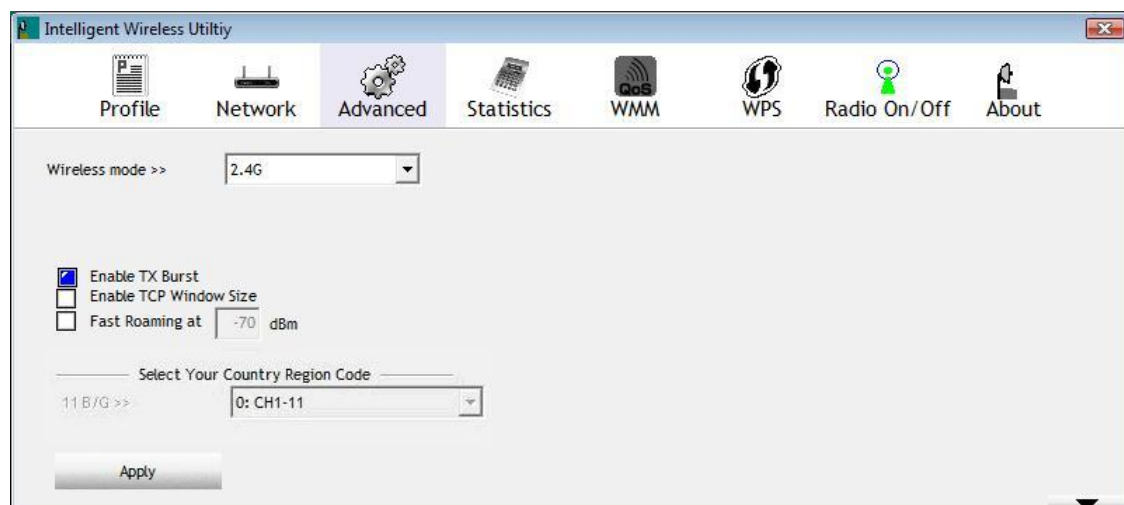 Intelligent Wireless Utiltiy
Profile Network Advanced Statistics WMM WPS Radio On/Off About
QoS
Wireless mode >> 2.4G
Enable TX Burst
Enable TCP Window Size
Fast Roaming at -70 dBm
Select Your Country Region Code
11 B/G >> 0: CH1-11
Apply